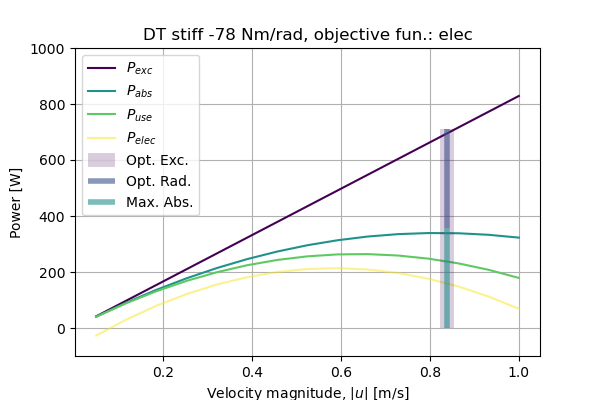 DT stiff -78 Nm/rad, objective fun.: elec
1000
800
600
400
200
0
Power [W]
P_exc
P_abs
P_use
P_elec
Opt. Exc.
Opt. Rad.
Max. Abs.
0.2 0.4 0.6 0.8 1.0
Velocity magnitude, |u| [m/s]